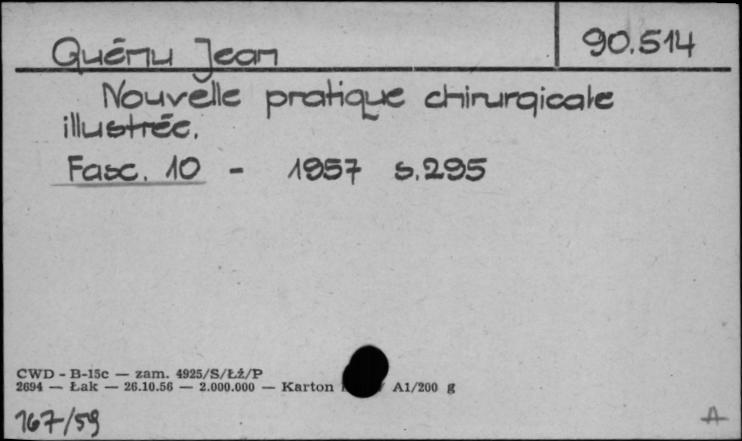 90.514
Quénu Jean
Nouvelle pratique chirurgicale
illustrée.
Fasc. 10 - 1957 s.295
CWD - B-15c — zam. 4925/S/Łż/P
2694 — Łak — 26.10.56 — 2.000.000 — Karton A1/200 g
167/59
A